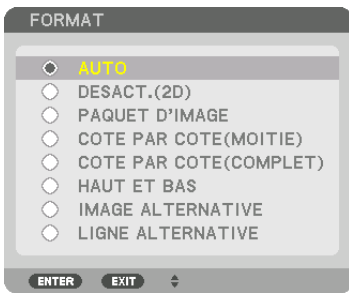 FORMAT
AUTO
DESACT.(2D)
PAQUET D'IMAGE
COTE PAR COTE(MOITIE)
COTE PAR COTE(COMPLET)
HAUT ET BAS
IMAGE ALTERNATIVE
LIGNE ALTERNATIVE
ENTER EXIT